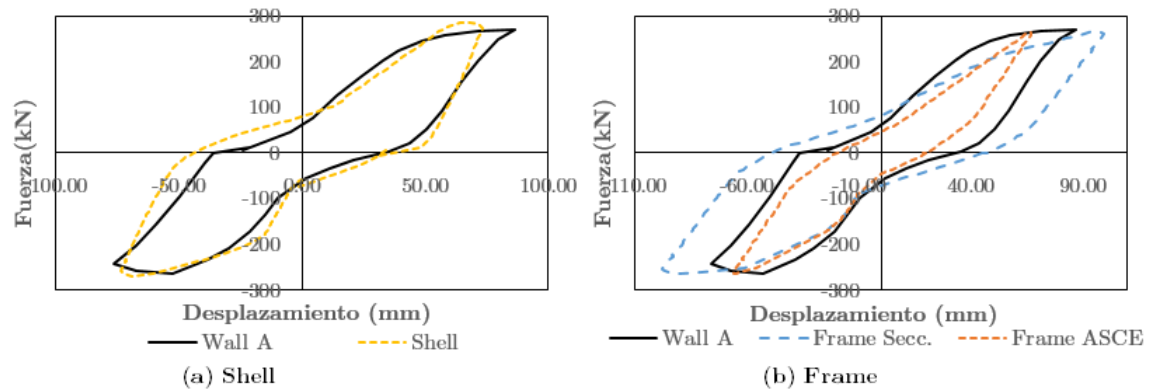 300
200
100
0
-100
-200
-300
-100.00
-50.00
0.00
50.00
100.00
Fuerza(kN)
Desplazamiento (mm)
Wall A
Shell
(a) Shell
300
200
100
0
-100
-200
-300
-110.00
-60.00
-10.00
40.00
90.00
Fuerza(kN)
Desplazamiento (mm)
Wall A
Frame Secc.
Frame ASCE
(b) Frame